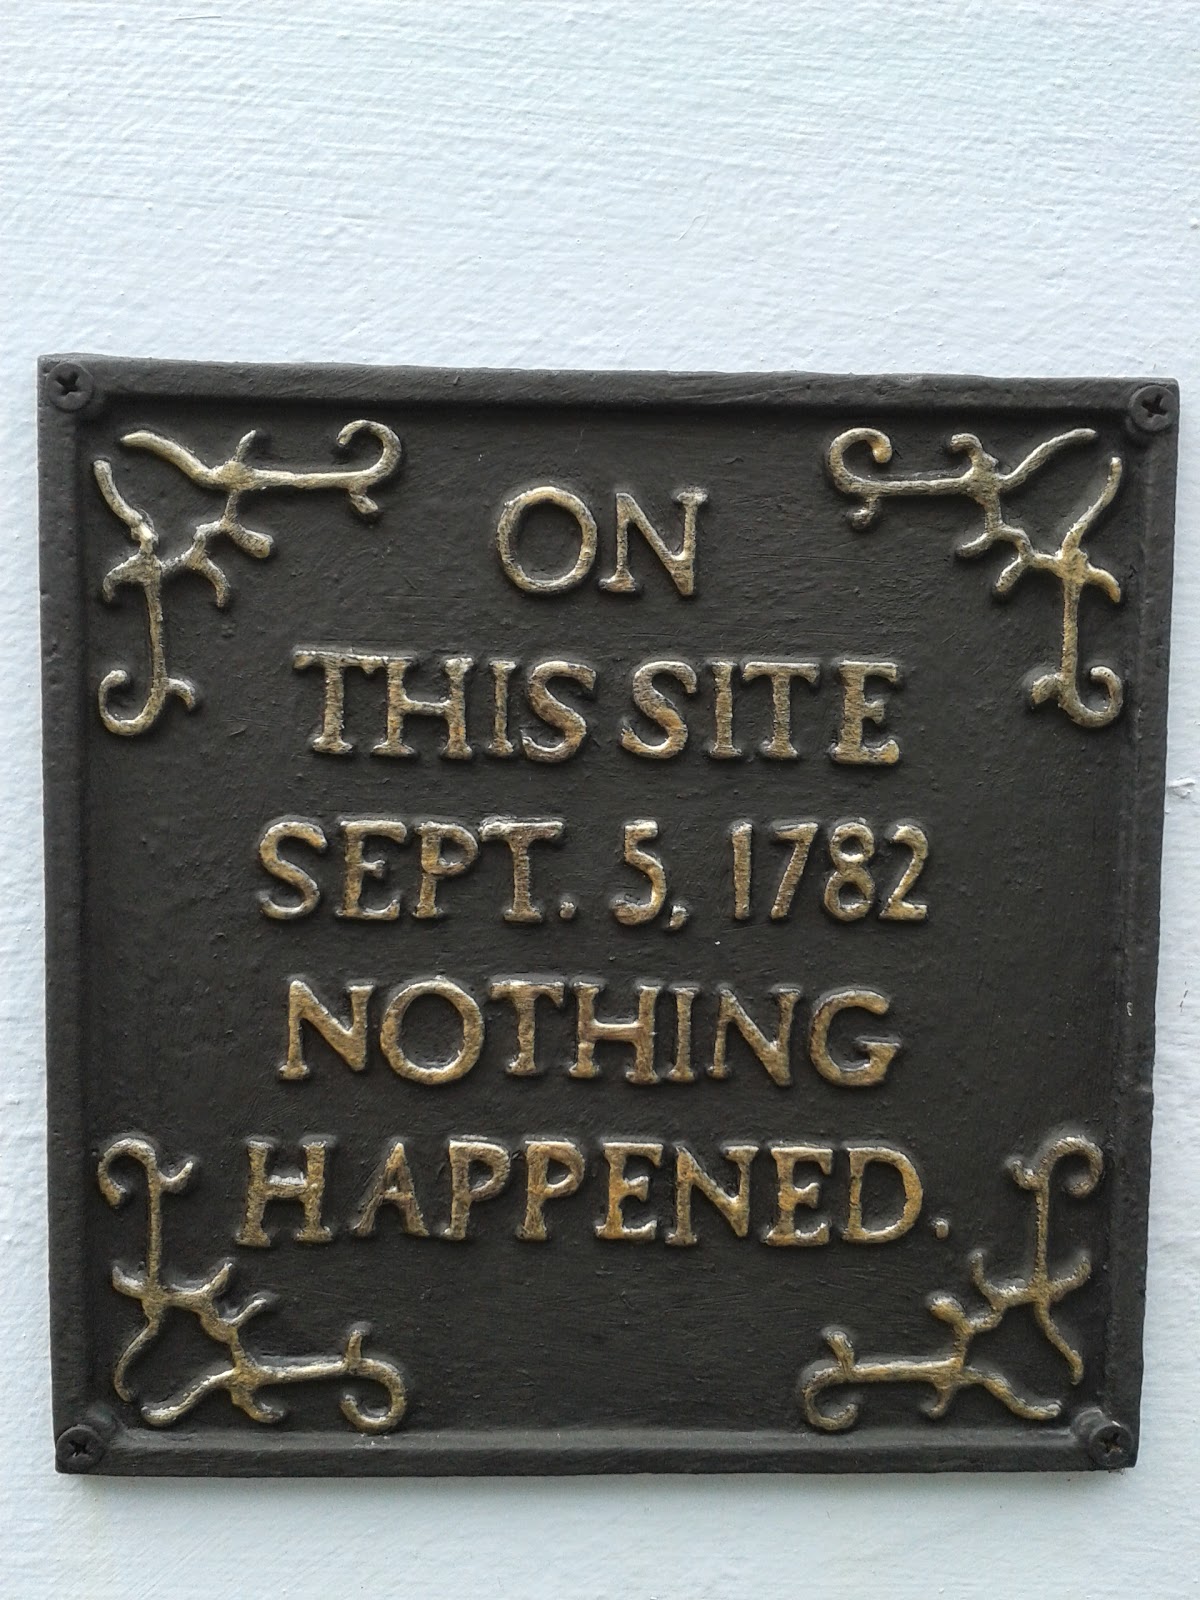 ON
THIS SITE
SEPT. 5, 1782
NOTHING
HAPPENED.